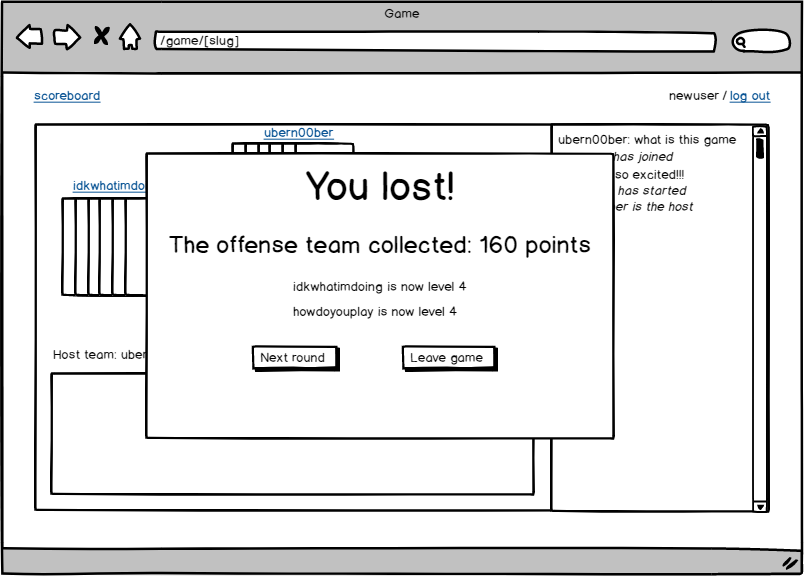 Game
/game/[slug]
scoreboard
newuser / log out
ubern00ber
idkwhatimdo
ubern00ber: what is this game
has joined
so excited!!!
has started
er is the host
You lost!
The offense team collected: 160 points
idkwhatimdoing is now level 4
howdoyouplay is now level 4
Next round
Leave game
Host team: uber